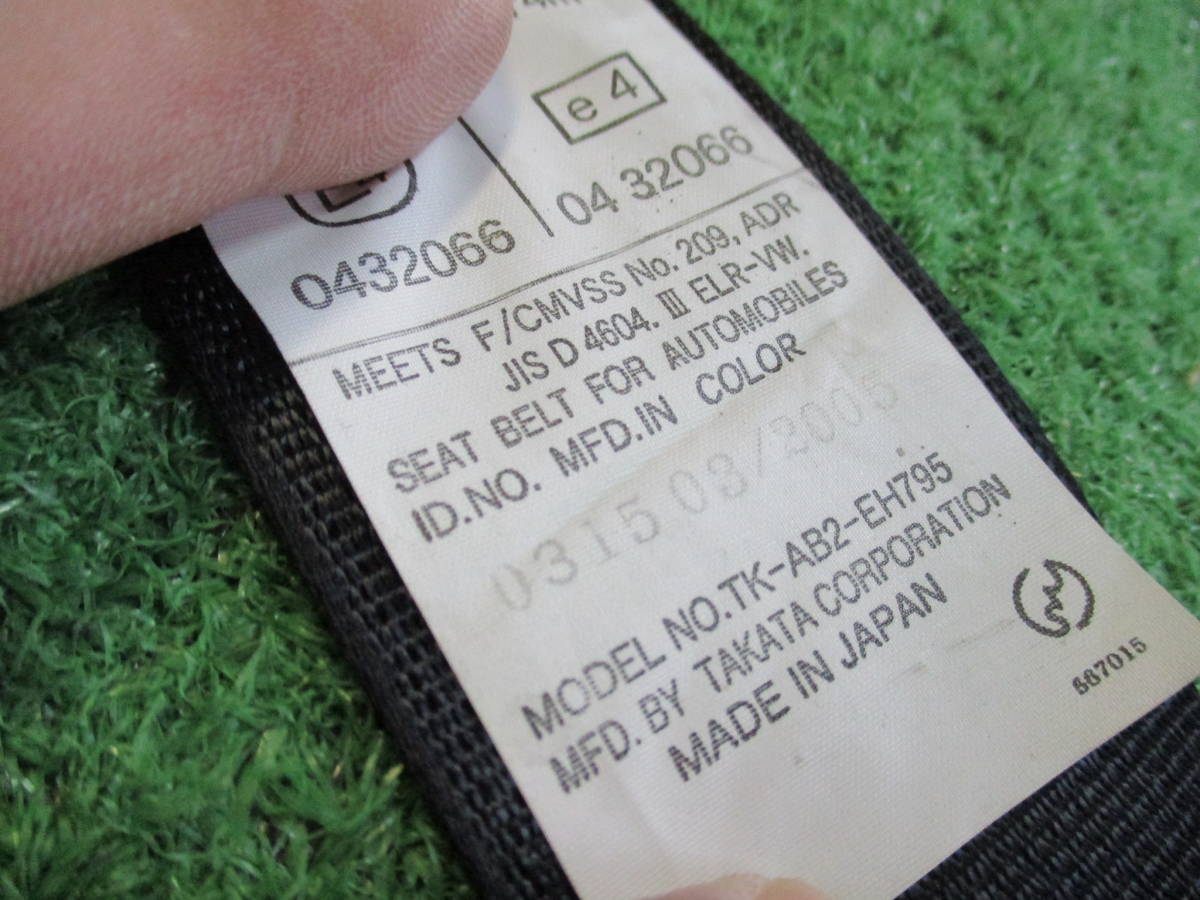 e 4
0432066
04 32066
MEETS F/CMVSS No. 209, ADR
JIS D 4604. III ELR-VW.
SEAT BELT FOR AUTOMOBILES
ID.NO. MFD.IN COLOR
0315 03/2005
MODEL NO.TK-AB2-EH795
MFD. BY TAKATA CORPORATION
MADE IN JAPAN
687015